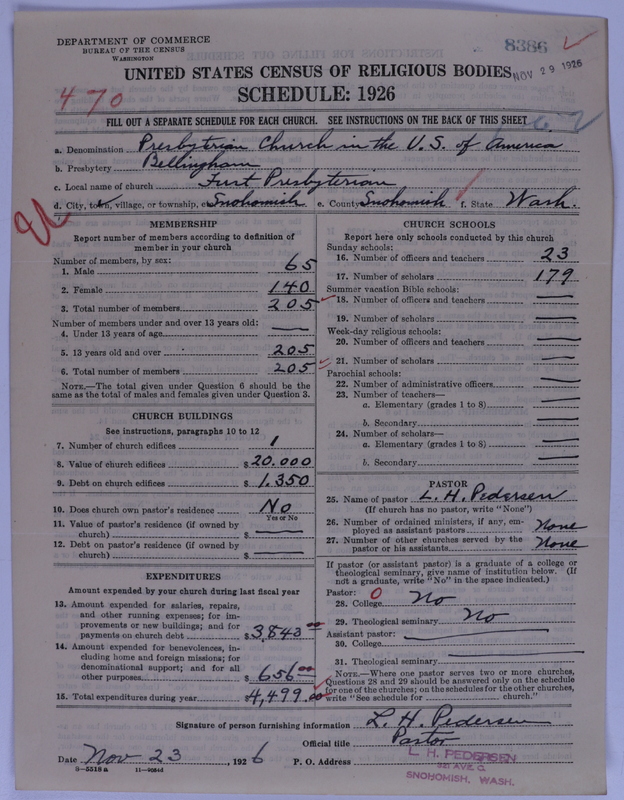 DEPARTMENT OF COMMERCE
BUREAU OF THE CENSUS
WASHINGTON
8386
NOV 29 1926
UNITED STATES CENSUS OF RELIGIOUS BODIES
SCHEDULE: 1926
470
FILL OUT A SEPARATE SCHEDULE FOR EACH CHURCH. SEE INSTRUCTIONS ON THE BACK OF THIS SHEET
a. Denomination Presbyterian Church in the U.S. of America
b. Presbytery Bellingham
c. Local name of church First Presbyterian
d. City, town, village, or township, etc. Snohomish e. County Snohomish f. State Wash.
MEMBERSHIP
Report number of members according to definition of
member in your church
Number of members, by sex:
1. Male 65
2. Female 140
3. Total number of members 205
Number of members under and over 13 years old:
4. Under 13 years of age —
5. 13 years old and over 205
6. Total number of members 205
NOTE.—The total given under Question 6 should be the
same as the total of males and females given under Question 3.
CHURCH BUILDINGS
See instructions, paragraphs 10 to 12
7. Number of church edifices 1
8. Value of church edifices $20.000
9. Debt on church edifices $1.350
10. Does church own pastor's residence No
Yes or No
11. Value of pastor's residence (if owned by
church) $ —
12. Debt on pastor's residence (if owned by
church) $ —
EXPENDITURES
Amount expended by your church during last fiscal year
13. Amount expended for salaries, repairs,
and other running expenses; for im-
provements or new buildings; and for
payments on church debt $3,843 00
14. Amount expended for benevolences, in-
cluding home and foreign missions; for
denominational support; and for all
other purposes $656 00
15. Total expenditures during year $4,499.00
CHURCH SCHOOLS
Report here only schools conducted by this church
Sunday schools:
16. Number of officers and teachers 23
17. Number of scholars 179
Summer vacation Bible schools:
18. Number of officers and teachers —
19. Number of scholars —
Week-day religious schools:
20. Number of officers and teachers —
21. Number of scholars —
Parochial schools:
22. Number of administrative officers —
23. Number of teachers—
a. Elementary (grades 1 to 8) —
b. Secondary —
24. Number of scholars—
a. Elementary (grades 1 to 8) —
b. Secondary —
PASTOR
25. Name of pastor L. H. Pedersen
(If church has no pastor, write "None")
26. Number of ordained ministers, if any, em-
ployed as assistant pastors None
27. Number of other churches served by the
pastor or his assistants None
If pastor (or assistant pastor) is a graduate of a college or
theological seminary, give name of institution below. (If
not a graduate, write "No" in the space indicated.)
Pastor: 0
28. College No
29. Theological seminary No
Assistant pastor:
30. College —
31. Theological seminary —
NOTE.—Where one pastor serves two or more churches,
Questions 28 and 29 should be answered only on the schedule
for one of the churches; on the schedules for the other churches,
write "See schedule for church."
Signature of person furnishing information L. H. Pedersen
Official title Pastor
Date Nov 23, 1926 P. O. Address L. H. PEDERSEN
AVE C
SNOHOMISH, WASH.
8-5518 a